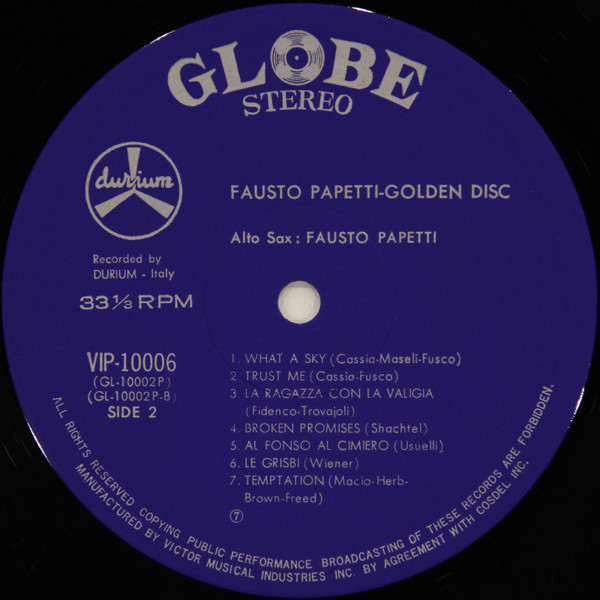 GLOBE
STEREO
durium
FAUSTO PAPETTI-GOLDEN DISC
Alto Sax: FAUSTO PAPETTI
Recorded by
DURIUM - Italy
33 1/3 RPM
VIP-10006
(GL-10002P)
(GL-10002P-B)
SIDE 2
1. WHAT A SKY (Cassia-Maseli-Fusco)
2 TRUST ME (Cassia-Fusco)
3. LA RAGAZZA CON LA VALIGIA
(Fidenco-Trovajoli)
4. BROKEN PROMISES (Shachtel)
5. AL FONSO AL CIMIERO (Usuelli)
6. LE GRISBI (Wiener)
7. TEMPTATION (Macio-Herb-
Brown-Freed)
7
ALL RIGHTS RESERVED COPYING PUBLIC PERFORMANCE BROADCASTING OF THESE RECORDS ARE FORBIDDEN.
MANUFACTURED BY VICTOR MUSICAL INDUSTRIES INC. BY AGREEMENT WITH COSDEL INC.